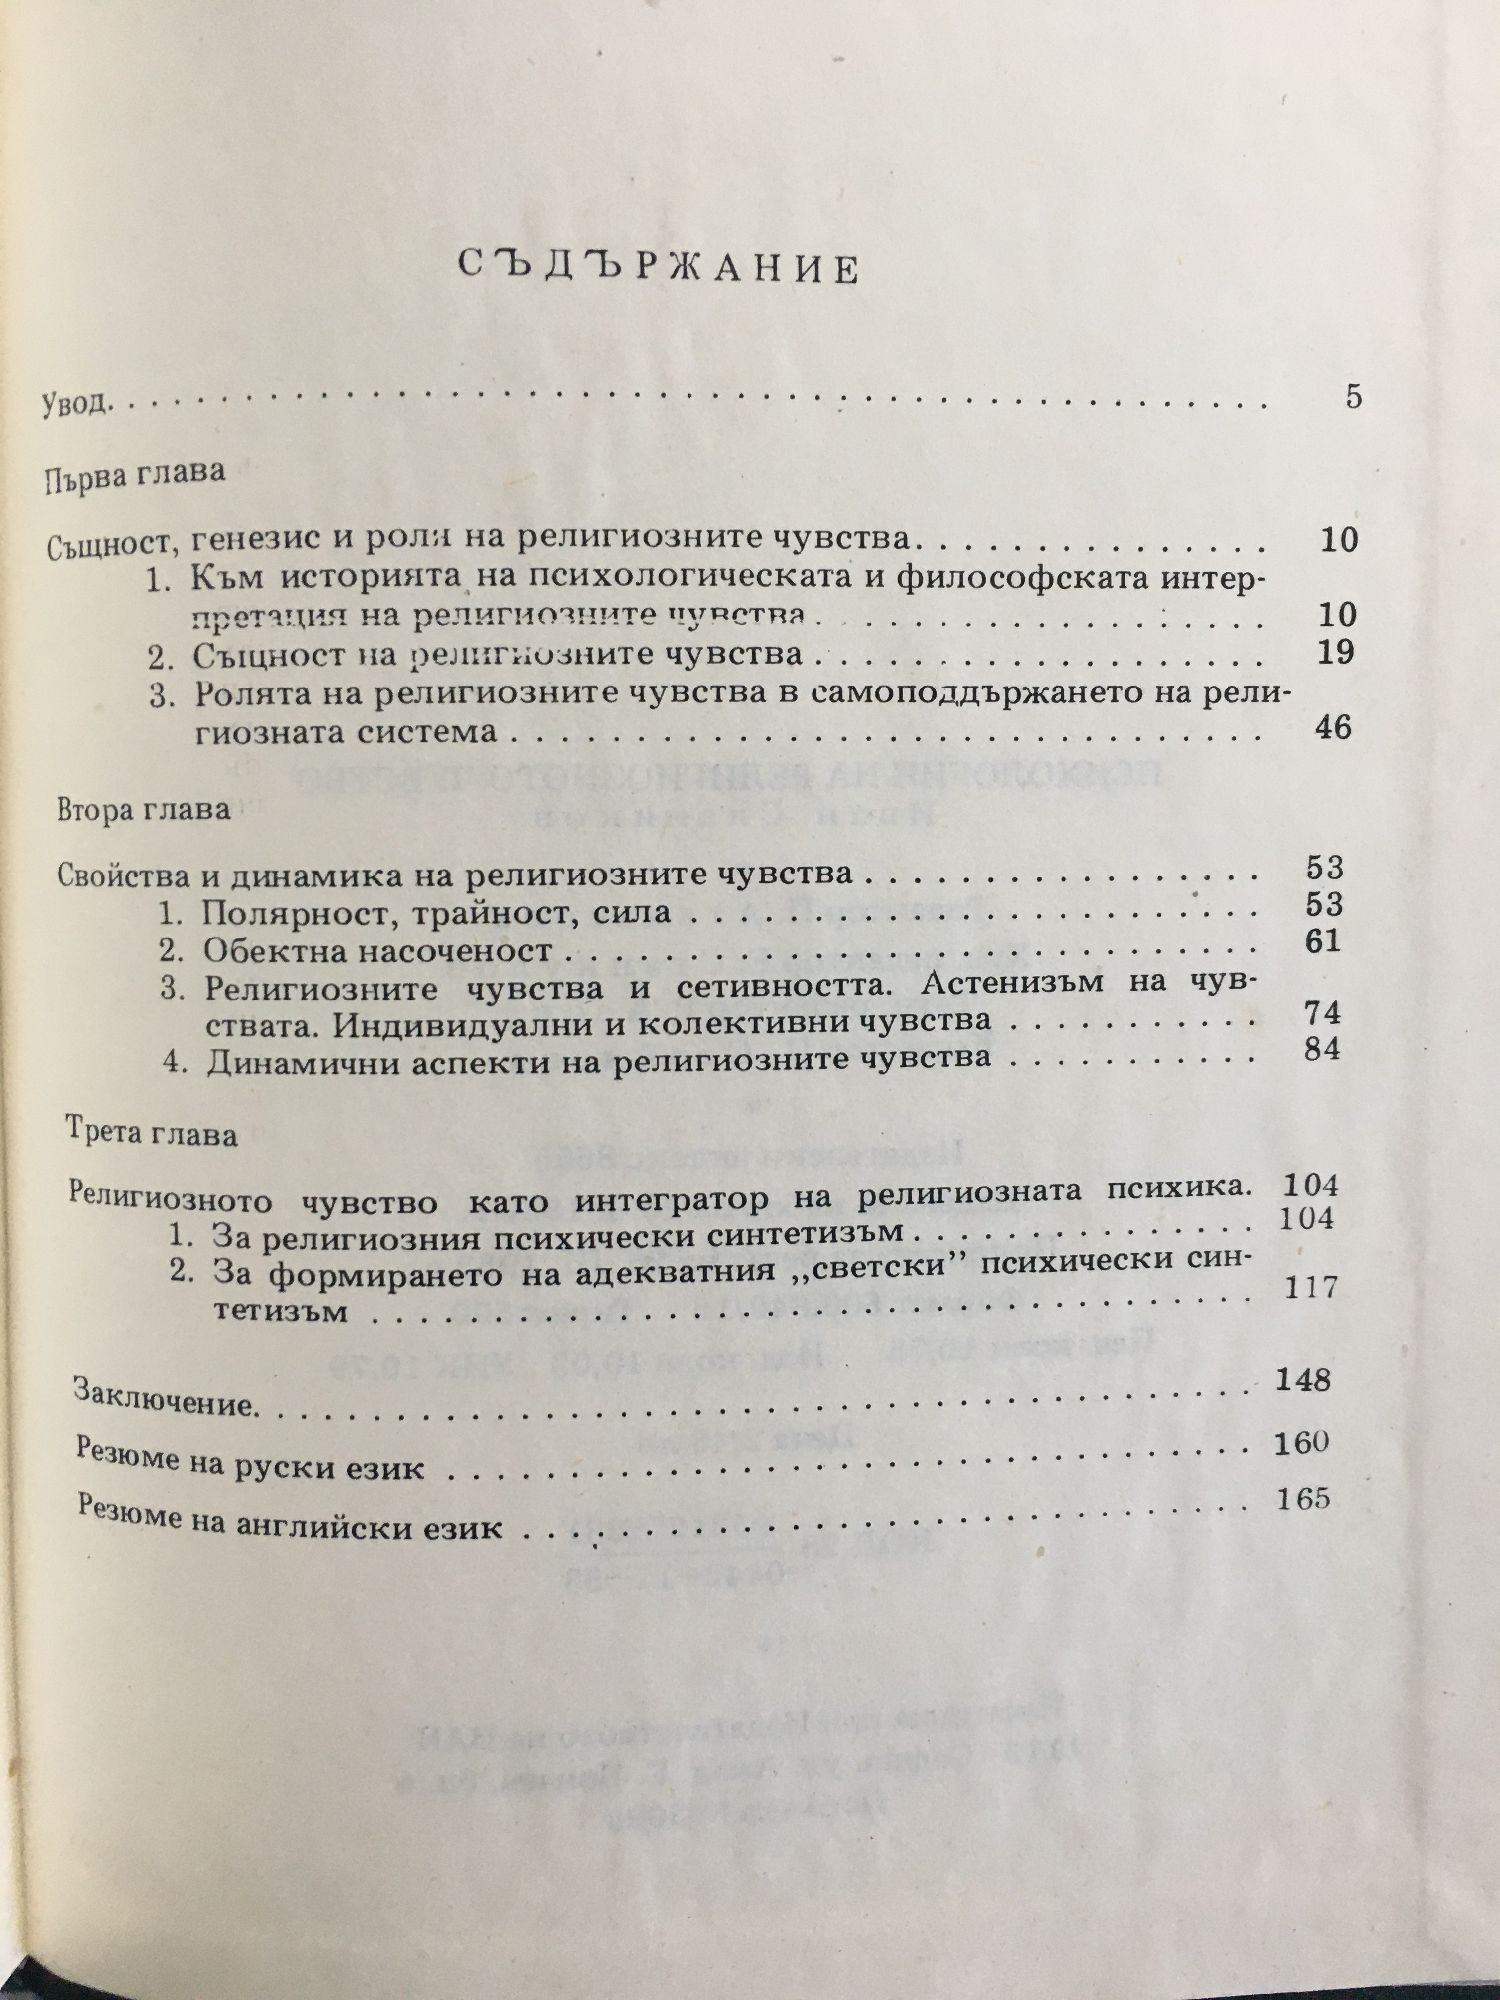 СЪДЪРЖАНИЕ
Увод. . . . . . . . . . . . . . . . . . . . 5
Първа глава
Същност, генезис и роля на религиозните чувства. . . . . . . . . . 10
1. Към историята на психологическата и философската интер-
претация на религиозните чувства . . . . . . . . . . 10
2. Същност на религиозните чувства . . . . . . . . . . 19
3. Ролята на религиозните чувства в самоподдържането на рели-
гиозната система . . . . . . . . . . 46
Втора глава
Свойства и динамика на религиозните чувства . . . . . . . . . . 53
1. Полярност, трайност, сила . . . . . . . . . . 53
2. Обектна насоченост . . . . . . . . . . 61
3. Религиозните чувства и сетивността. Астенизъм на чув-
ствата. Индивидуални и колективни чувства . . . . . . . . . . 74
4. Динамични аспекти на религиозните чувства . . . . . . . . . . 84
Трета глава
Религиозното чувство като интегратор на религиозната психика. 104
1. За религиозния психически синтетизъм . . . . . . . . . . 104
2. За формирането на адекватния „светски” психически син-
тетизъм . . . . . . . . . . 117
Заключение. . . . . . . . . . . 148
Резюме на руски език . . . . . . . . . . 160
Резюме на английски език . . . . . . . . . . 165